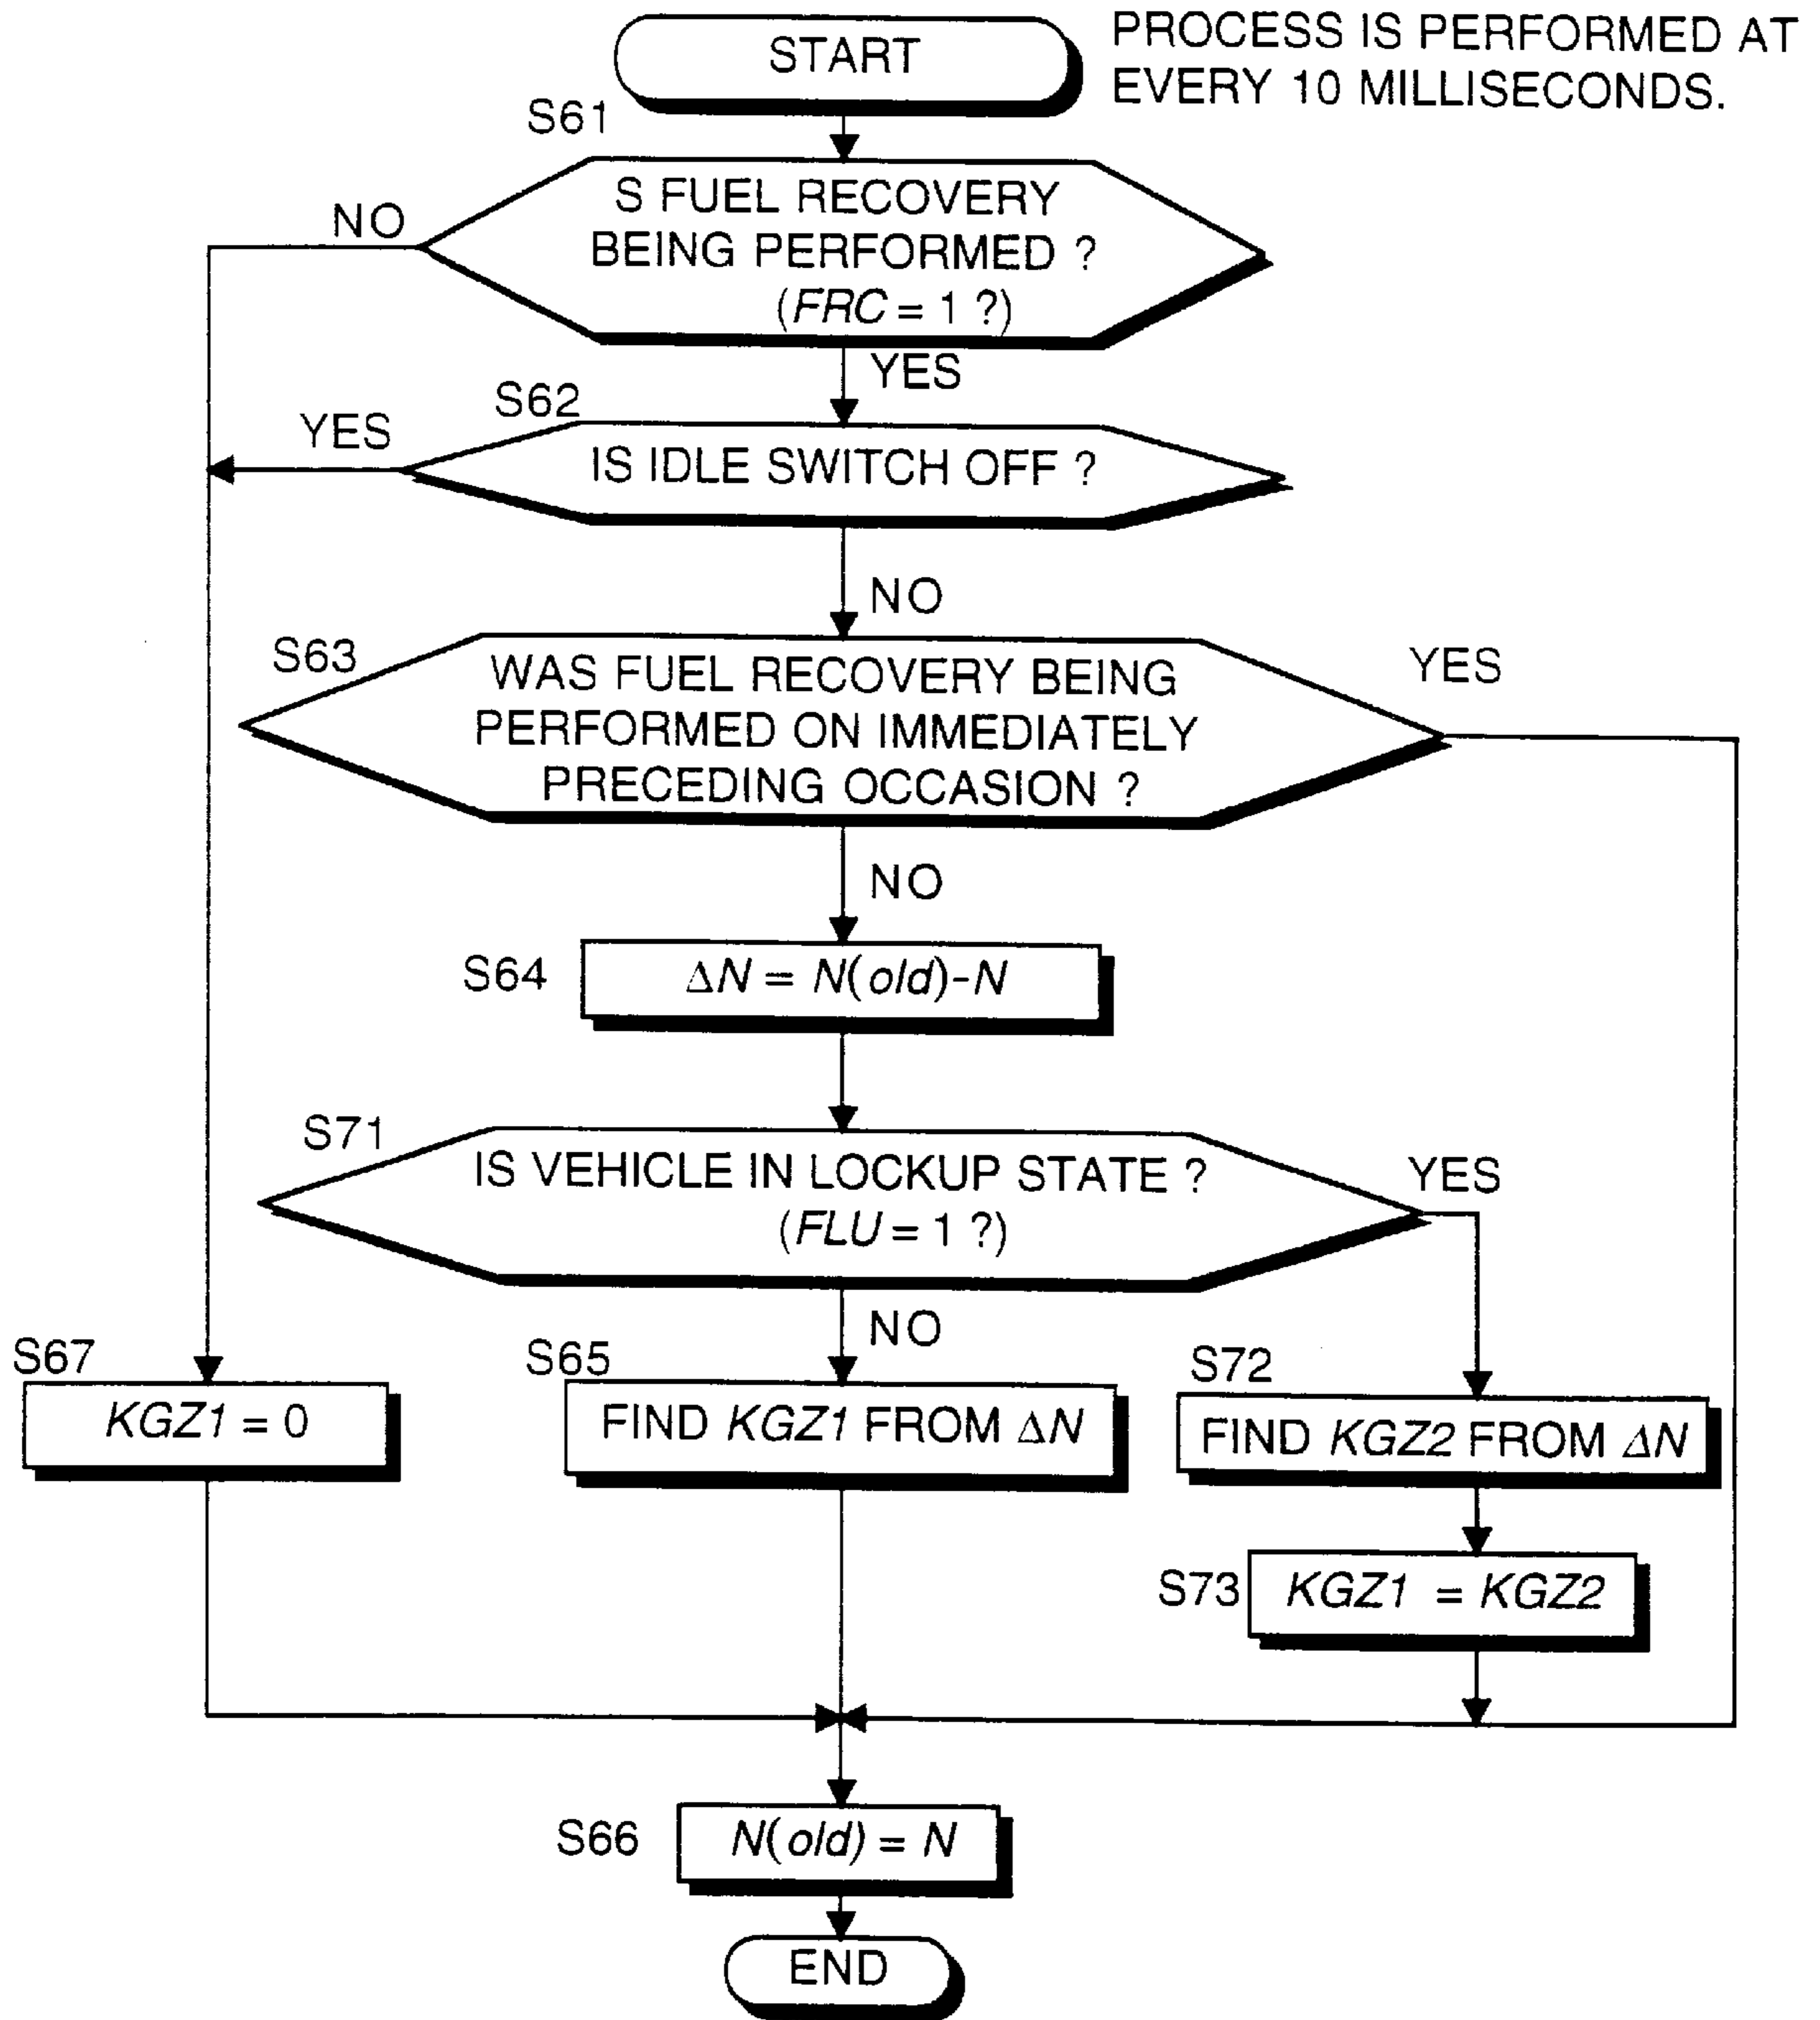 START
PROCESS IS PERFORMED AT
EVERY 10 MILLISECONDS.
S61
S FUEL RECOVERY
BEING PERFORMED ?
(FRC = 1 ?)
NO
YES
S62
IS IDLE SWITCH OFF ?
YES
NO
S63
WAS FUEL RECOVERY BEING
PERFORMED ON IMMEDIATELY
PRECEDING OCCASION ?
YES
NO
S64
ΔN = N(old)-N
S71
IS VEHICLE IN LOCKUP STATE ?
(FLU = 1 ?)
YES
NO
S67
KGZ1 = 0
S65
FIND KGZ1 FROM ΔN
S72
FIND KGZ2 FROM ΔN
S73
KGZ1 = KGZ2
S66
N(old) = N
END